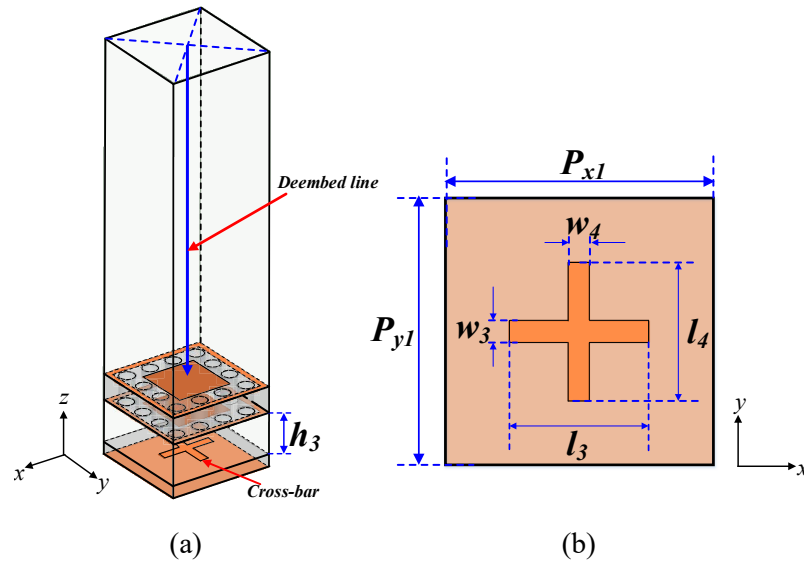 Deembed line
z
x
y
h3
Cross-bar
(a)
Px1
w4
Py1
w3
l4
l3
y
x
(b)